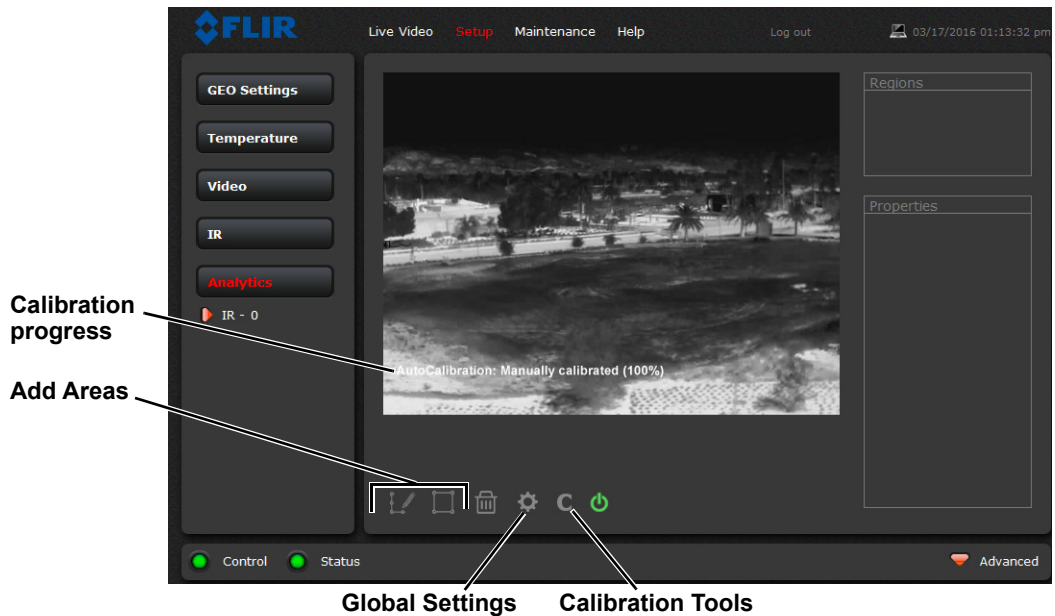 FLIR
Live Video Setup Maintenance Help Log out 03/17/2016 01:13:32 pm
GEO Settings
Temperature
Video
IR
Analytics
IR - 0
Regions
Properties
AutoCalibration: Manually calibrated (100%)
Calibration
progress
Add Areas
C
Control Status Advanced
Global Settings Calibration Tools